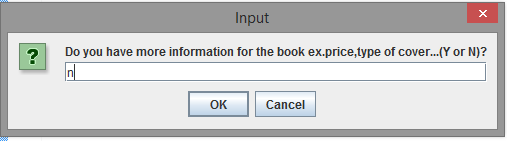 Input
Do you have more information for the book ex.price,type of cover...(Y or N)?
n
OK
Cancel